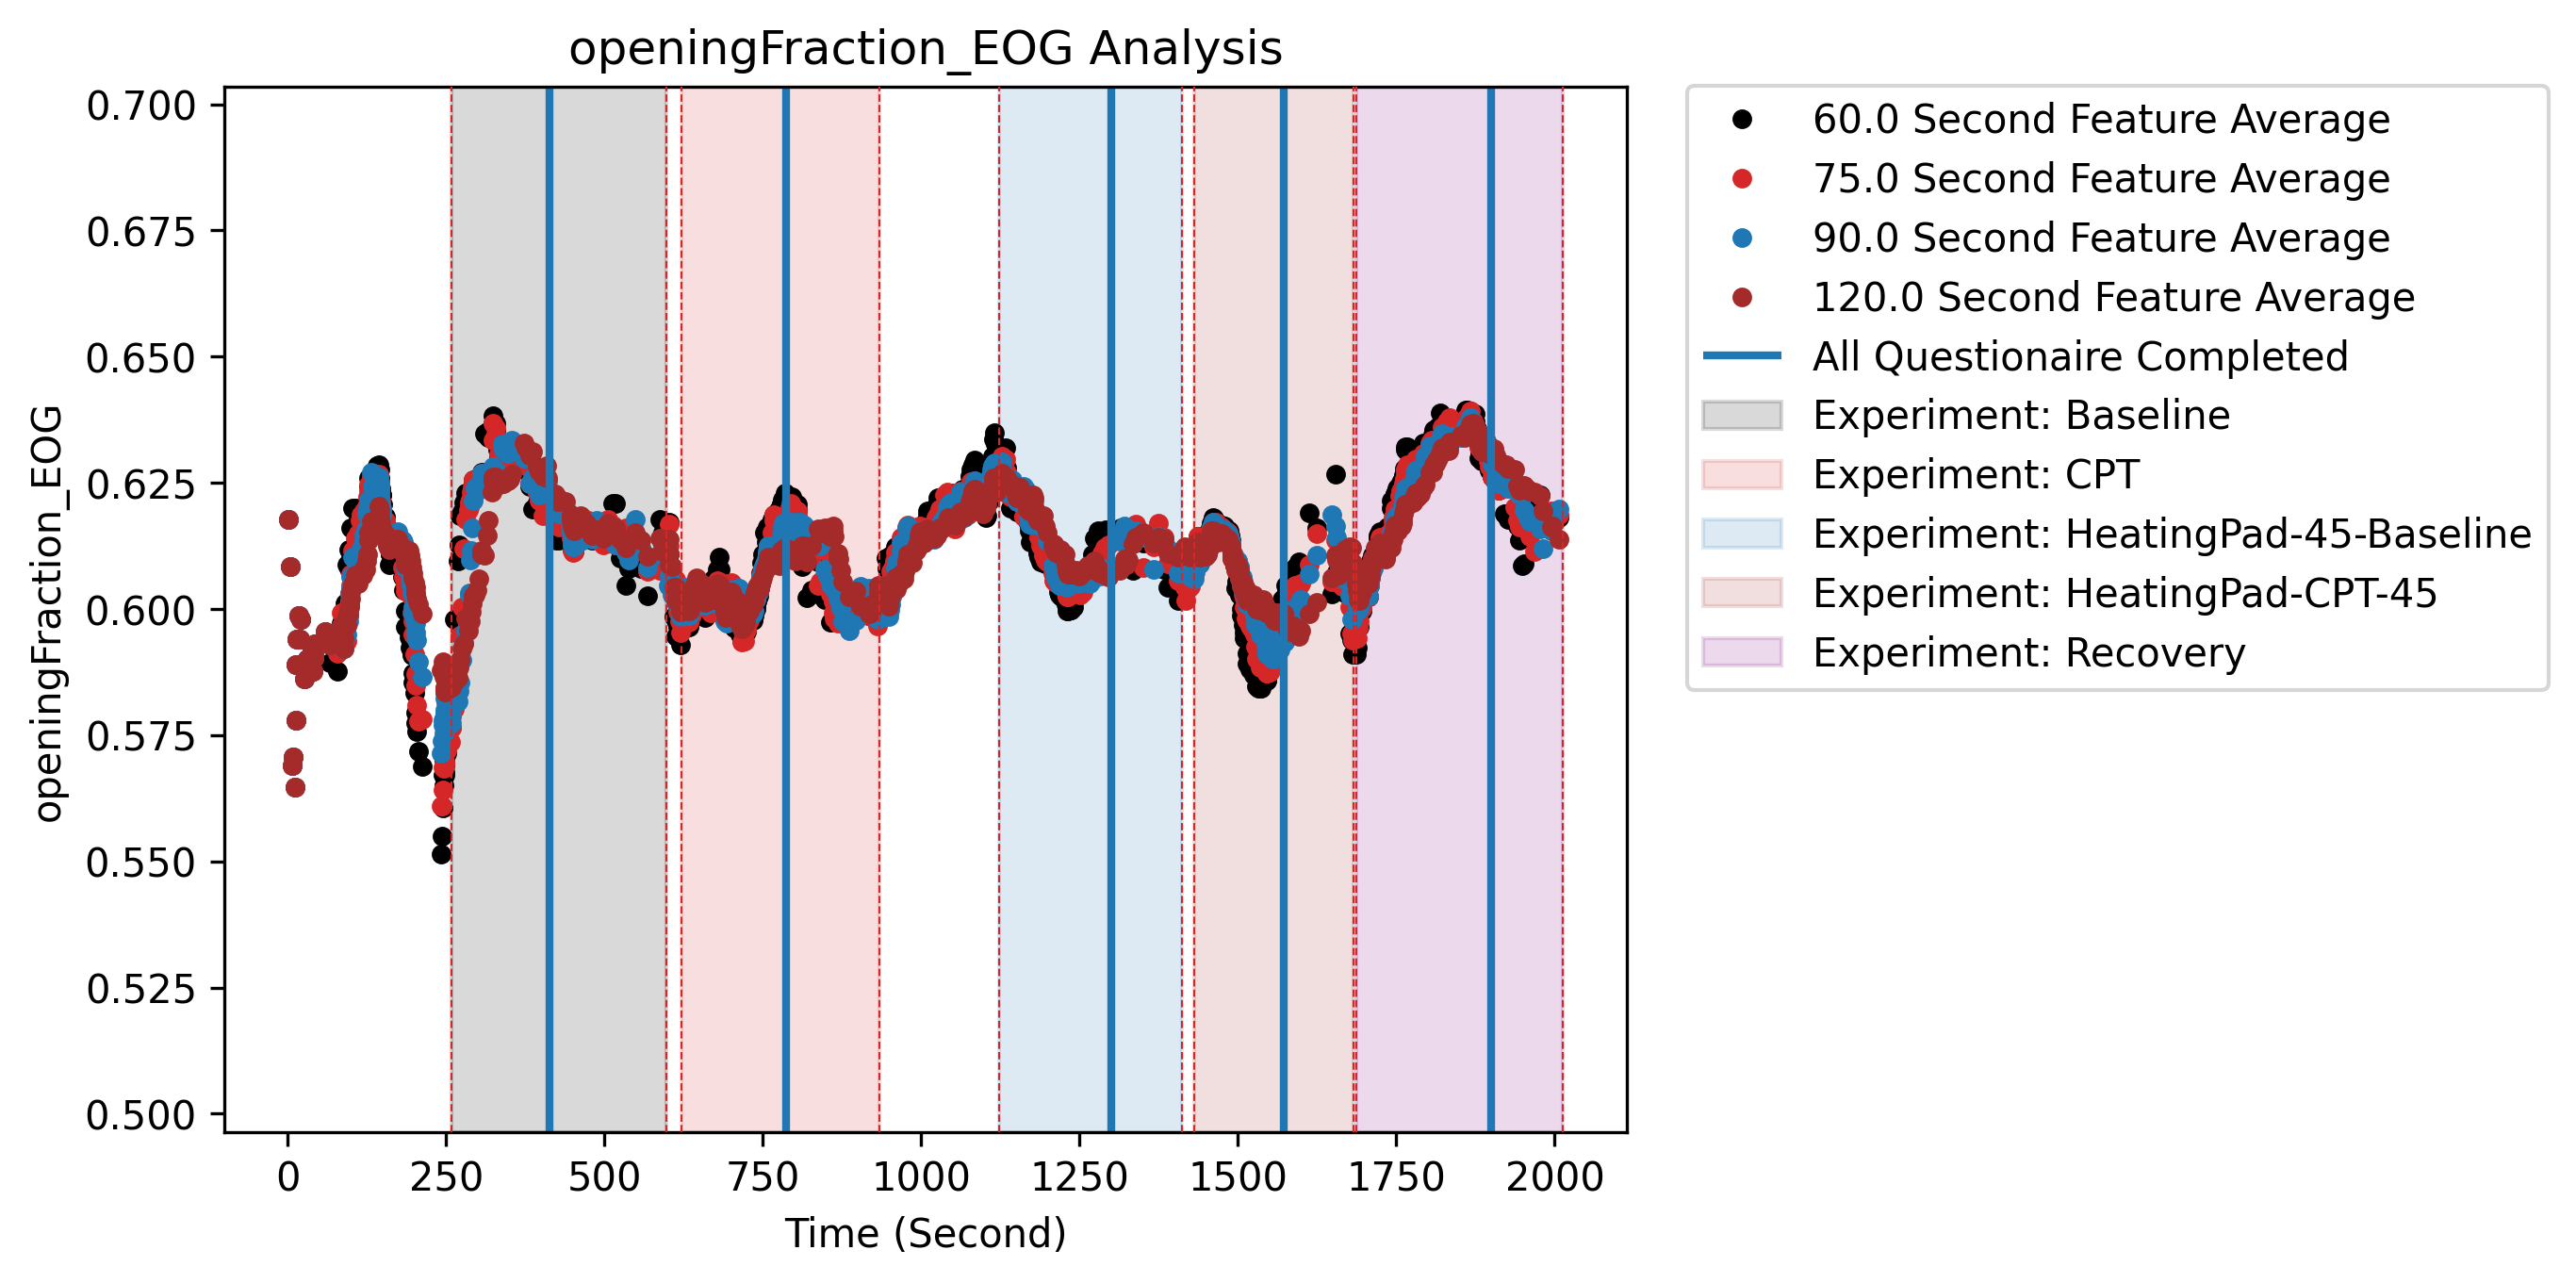 openingFraction_EOG Analysis
openingFraction_EOG
0.700
0.675
0.650
0.625
0.600
0.575
0.550
0.525
0.500
0 250 500 750 1000 1250 1500 1750 2000
Time (Second)
60.0 Second Feature Average
75.0 Second Feature Average
90.0 Second Feature Average
120.0 Second Feature Average
All Questionaire Completed
Experiment: Baseline
Experiment: CPT
Experiment: HeatingPad-45-Baseline
Experiment: HeatingPad-CPT-45
Experiment: Recovery